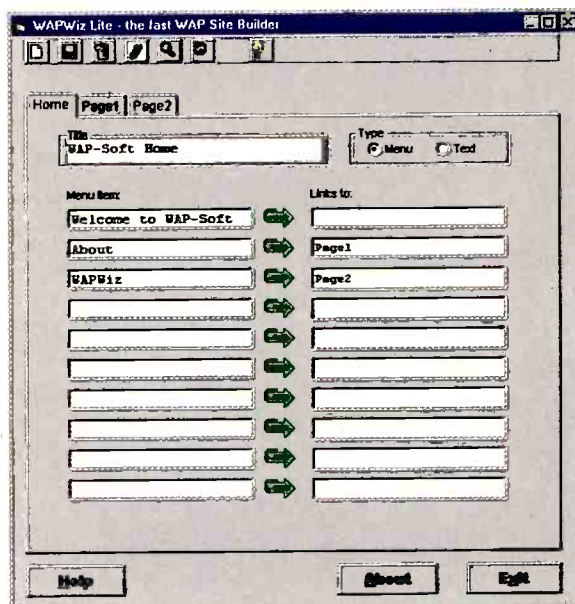 WAPWiz Lite - the fast WAP Site Builder
Home Page1 Page2
Title
WAP-Soft Home
Type
Menu Text
Menu Item: Links to:
Welcome to WAP-Soft
About Page1
WAPWiz Page2
Help About Exit